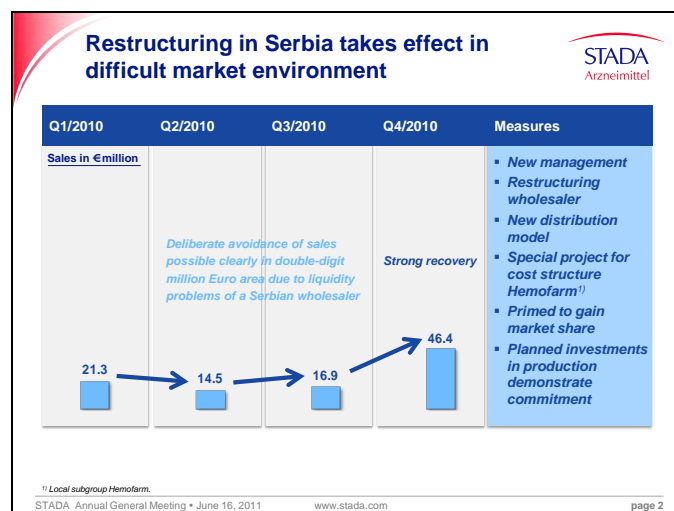 Restructuring in Serbia takes effect in
difficult market environment
STADA
Arzneimittel
Q1/2010
Q2/2010
Q3/2010
Q4/2010
Measures
Sales in €million
Deliberate avoidance of sales
possible clearly in double-digit
million Euro area due to liquidity
problems of a Serbian wholesaler
Strong recovery
21.3
14.5
16.9
46.4
▪ New management
▪ Restructuring
wholesaler
▪ New distribution
model
▪ Special project for
cost structure
Hemofarm¹⁾
▪ Primed to gain
market share
▪ Planned investments
in production
demonstrate
commitment
¹⁾ Local subgroup Hemofarm.
STADA Annual General Meeting • June 16, 2011 www.stada.com page 2